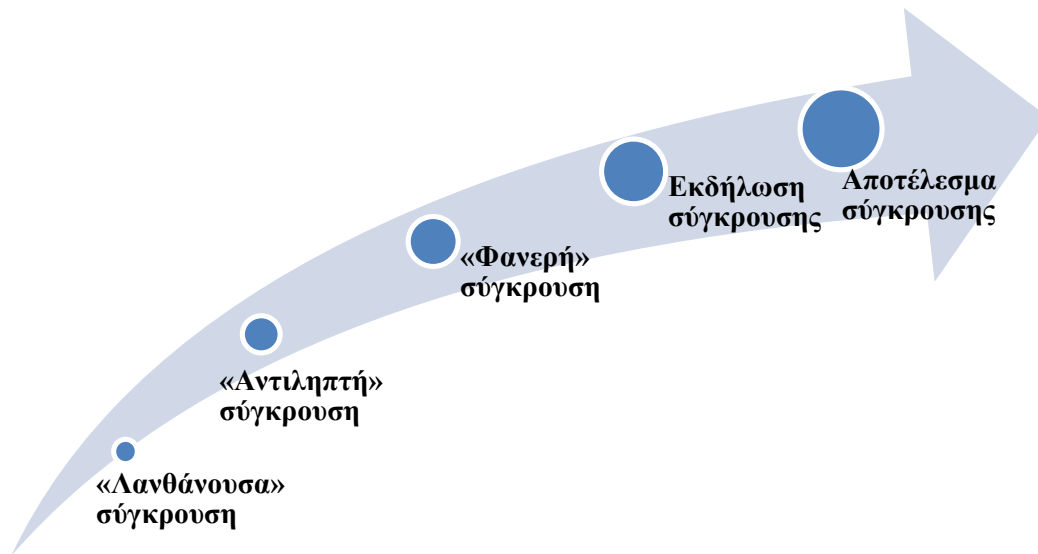 «Λανθάνουσα»
σύγκρουση
«Αντιληπτή»
σύγκρουση
«Φανερή»
σύγκρουση
Εκδήλωση
σύγκρουσης
Αποτέλεσμα
σύγκρουσης